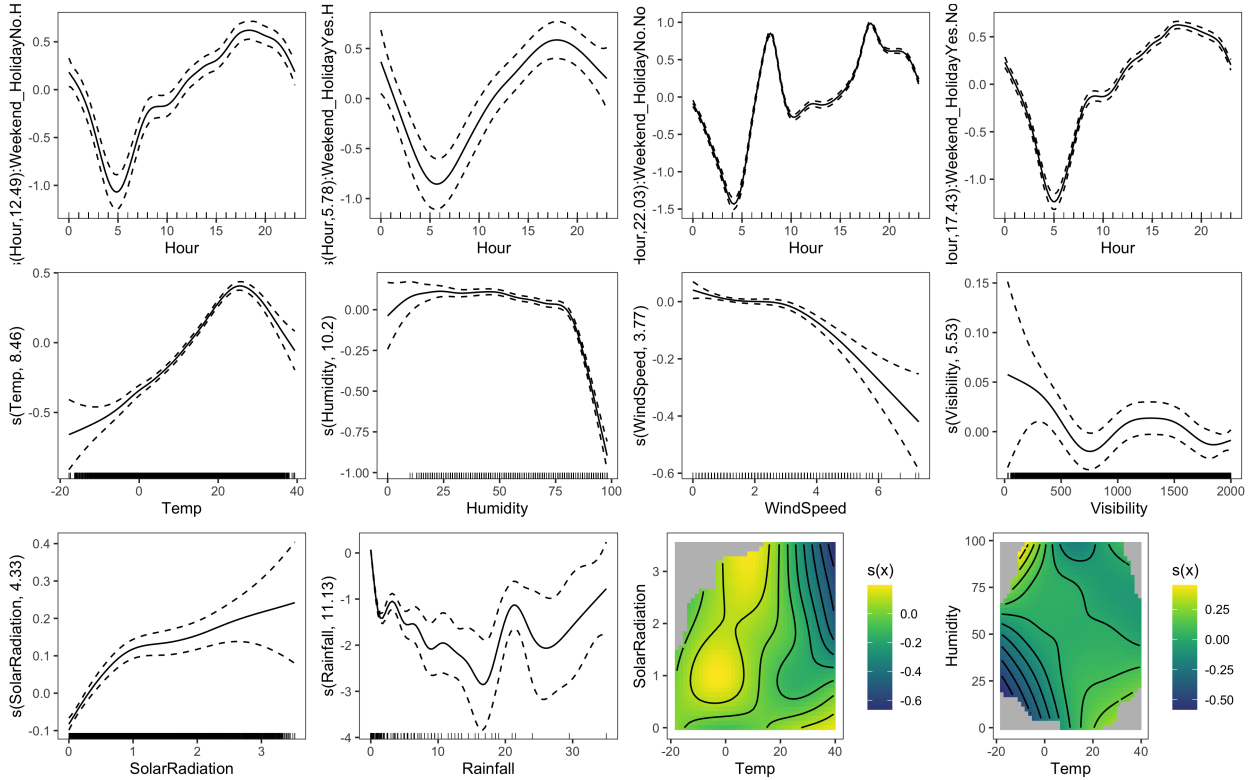 s(Hour,12.49):Weekend_HolidayNo.H
0.5
0.0
-0.5
-1.0
0 5 10 15 20
Hour
s(Hour,5.78):Weekend_HolidayYes.H
0.5
0.0
-0.5
-1.0
0 5 10 15 20
Hour
Hour,22.03):Weekend_HolidayNo.No
1.0
0.5
0.0
-0.5
-1.0
-1.5
0 5 10 15 20
Hour
Hour,17.43):Weekend_HolidayYes.No
0.5
0.0
-0.5
-1.0
0 5 10 15 20
Hour
s(Temp, 8.46)
0.5
0.0
-0.5
-20 0 20 40
Temp
s(Humidity, 10.2)
0.00
-0.25
-0.50
-0.75
-1.00
0 25 50 75 100
Humidity
s(WindSpeed, 3.77)
0.0
-0.2
-0.4
-0.6
0 2 4 6
WindSpeed
s(Visibility, 5.53)
0.15
0.10
0.05
0.00
0 500 1000 1500 2000
Visibility
s(SolarRadiation, 4.33)
0.4
0.3
0.2
0.1
0.0
-0.1
0 1 2 3
SolarRadiation
s(Rainfall, 11.13)
0
-1
-2
-3
-4
0 10 20 30
Rainfall
SolarRadiation
3
2
1
0
-20 0 20 40
Temp
s(x)
0.0
-0.2
-0.4
-0.6
Humidity
100
75
50
25
0
-20 0 20 40
Temp
s(x)
0.25
0.00
-0.25
-0.50